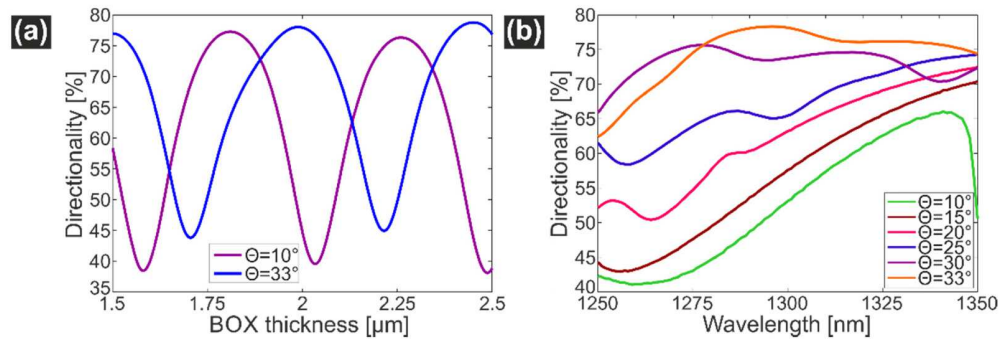 (a)
Directionality [%]
80
75
70
65
60
55
50
45
40
35
Θ=10°
Θ=33°
1.5
1.75
2
2.25
2.5
BOX thickness [µm]
(b)
Directionality [%]
80
75
70
65
60
55
50
45
40
Θ=10°
Θ=15°
Θ=20°
Θ=25°
Θ=30°
Θ=33°
1250
1275
1300
1325
1350
Wavelength [nm]